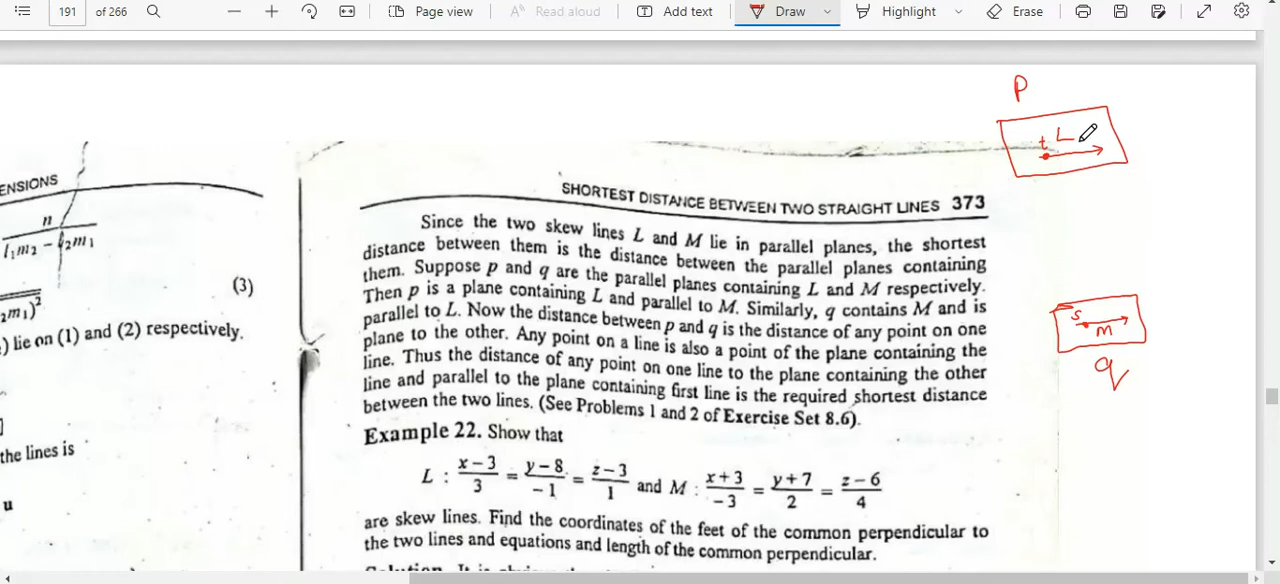 191 of 266 Page view Read aloud Add text Draw Highlight Erase
P
t L
ENSIONS
n
l₁m₂ − l₂m₁
(3)
₂m₁)²
) lie on (1) and (2) respectively.
]
the lines is
u
SHORTEST DISTANCE BETWEEN TWO STRAIGHT LINES 373
Since the two skew lines L and M lie in parallel planes, the shortest
distance between them is the distance between the parallel planes containing
them. Suppose p and q are the parallel planes containing L and M respectively.
Then p is a plane containing L and parallel to M. Similarly, q contains M and is
parallel to L. Now the distance between p and q is the distance of any point on one
plane to the other. Any point on a line is also a point of the plane containing the
line. Thus the distance of any point on one line to the plane containing the other
line and parallel to the plane containing first line is the required shortest distance
between the two lines. (See Problems 1 and 2 of Exercise Set 8.6).
Example 22. Show that
L : x − 3 / 3 = y − 8 / −1 = z − 3 / 1 and M : x + 3 / −3 = y + 7 / 2 = z − 6 / 4
are skew lines. Find the coordinates of the feet of the common perpendicular to
the two lines and equations and length of the common perpendicular.
s
m
q